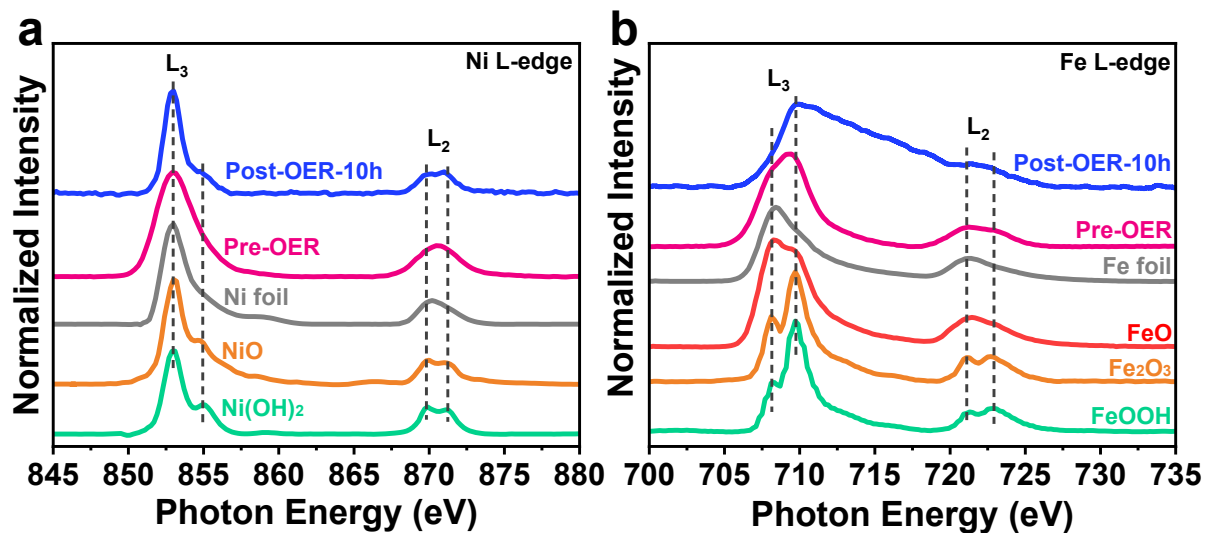 a
Ni L-edge
L3
L2
Post-OER-10h
Pre-OER
Ni foil
NiO
Ni(OH)2
Normalized Intensity
845 850 855 860 865 870 875 880
Photon Energy (eV)
b
Fe L-edge
L3
L2
Post-OER-10h
Pre-OER
Fe foil
FeO
Fe2O3
FeOOH
Normalized Intensity
700 705 710 715 720 725 730 735
Photon Energy (eV)